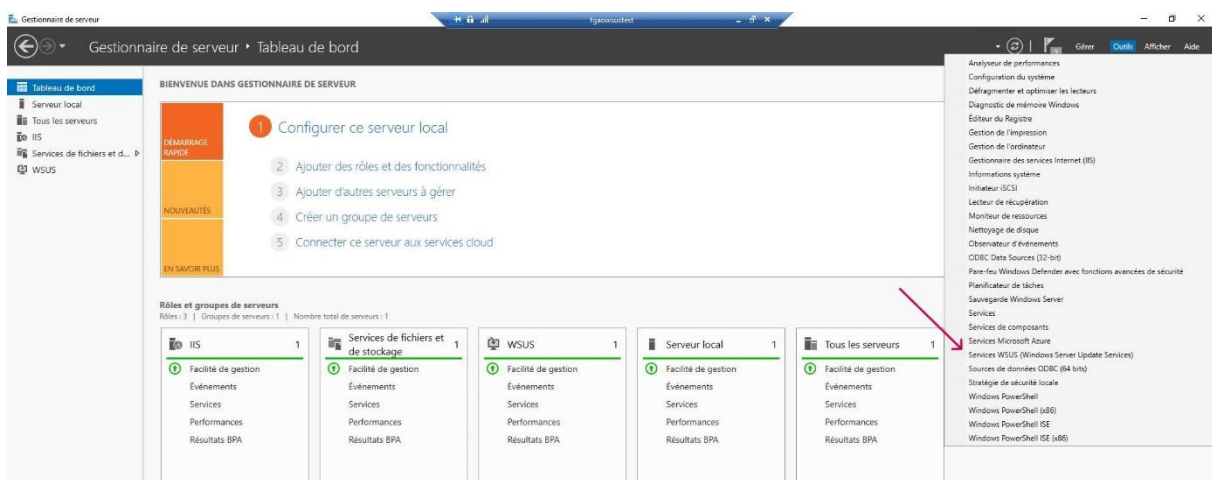 Gestionnaire de serveur
fgaowsustest
Gestionnaire de serveur • Tableau de bord
Gérer Outils Afficher Aide
Tableau de bord
Serveur local
Tous les serveurs
IIS
Services de fichiers et d...
WSUS
BIENVENUE DANS GESTIONNAIRE DE SERVEUR
DÉMARRAGE
RAPIDE
NOUVEAUTÉS
EN SAVOIR PLUS
1 Configurer ce serveur local
2 Ajouter des rôles et des fonctionnalités
3 Ajouter d'autres serveurs à gérer
4 Créer un groupe de serveurs
5 Connecter ce serveur aux services cloud
Rôles et groupes de serveurs
Rôles : 3 | Groupes de serveurs : 1 | Nombre total de serveurs : 1
IIS 1
Facilité de gestion
Événements
Services
Performances
Résultats BPA
Services de fichiers et
de stockage 1
Facilité de gestion
Événements
Services
Performances
Résultats BPA
WSUS 1
Facilité de gestion
Événements
Services
Performances
Résultats BPA
Serveur local 1
Facilité de gestion
Événements
Services
Performances
Résultats BPA
Tous les serveurs 1
Facilité de gestion
Événements
Services
Performances
Résultats BPA
Analyseur de performances
Configuration du système
Défragmenter et optimiser les lecteurs
Diagnostic de mémoire Windows
Éditeur du Registre
Gestion de l'impression
Gestion de l'ordinateur
Gestionnaire des services Internet (IIS)
Informations système
Initiateur iSCSI
Lecteur de récupération
Moniteur de ressources
Nettoyage de disque
Observateur d'événements
ODBC Data Sources (32-bit)
Pare-feu Windows Defender avec fonctions avancées de sécurité
Planificateur de tâches
Sauvegarde Windows Server
Services
Services de composants
Services Microsoft Azure
Services WSUS (Windows Server Update Services)
Sources de données ODBC (64 bits)
Stratégie de sécurité locale
Windows PowerShell
Windows PowerShell (x86)
Windows PowerShell ISE
Windows PowerShell ISE (x86)